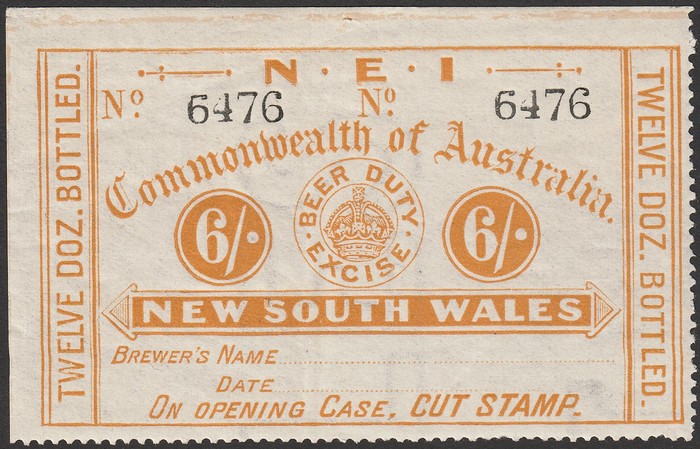 TWELVE DOZ. BOTTLED.
N·E·I
Nº 6476 Nº 6476
Commonwealth of Australia.
BEER DUTY
EXCISE
6/· 6/·
NEW SOUTH WALES
BREWER'S NAME
DATE
ON OPENING CASE, CUT STAMP.
TWELVE DOZ. BOTTLED.